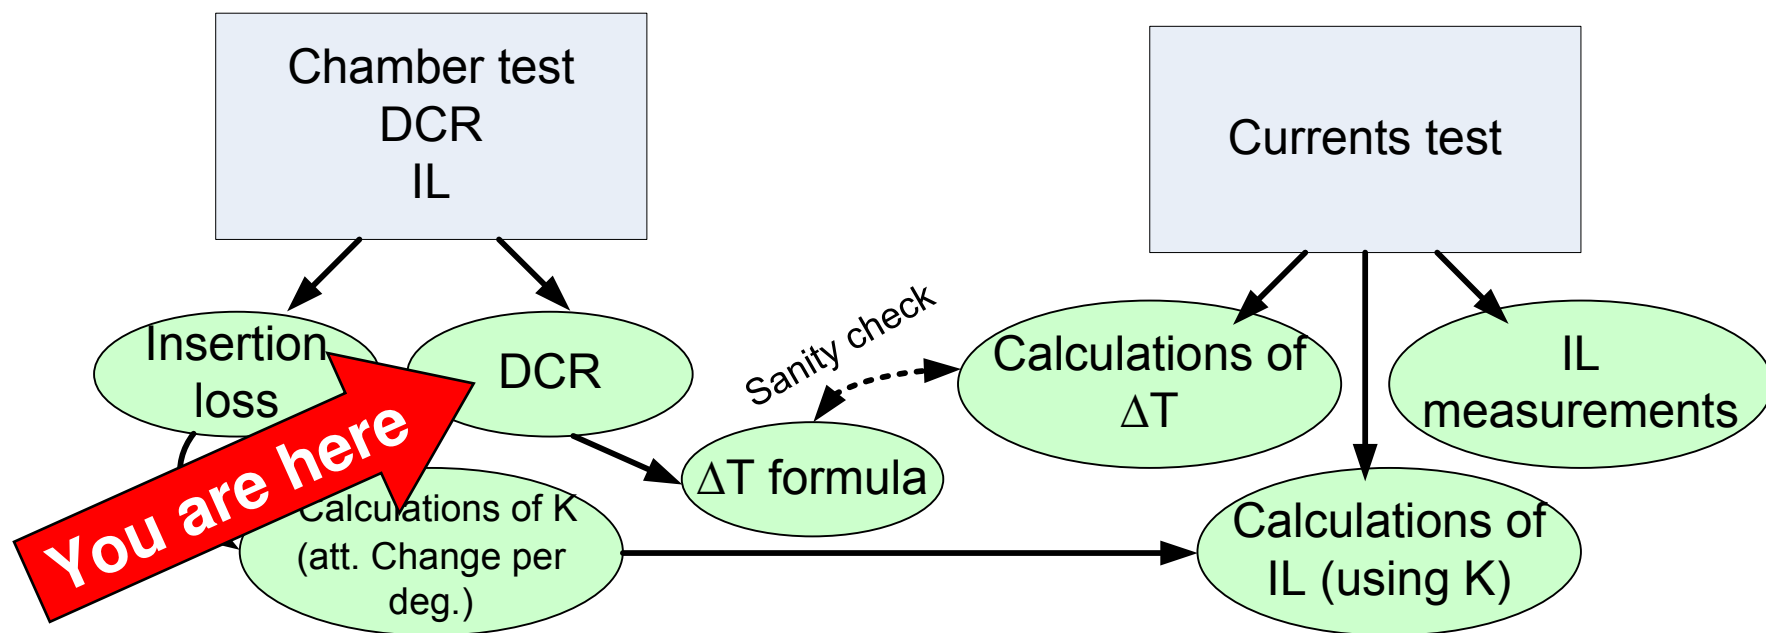 Chamber test
DCR
IL
Currents test
Insertion
loss
DCR
Sanity check
Calculations of
ΔT
IL
measurements
You are here
ΔT formula
Calculations of K
(att. Change per
deg.)
Calculations of
IL (using K)